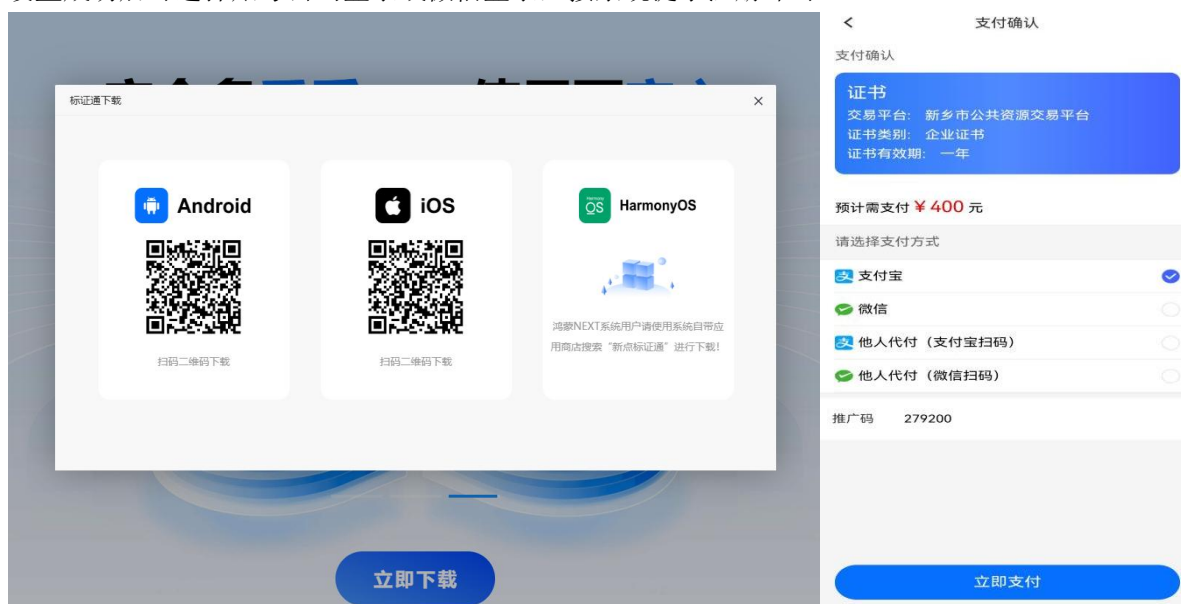 标证通下载
Android
扫码二维码下载
iOS
扫码二维码下载
HarmonyOS
鸿蒙NEXT系统用户请使用系统自带应
用商店搜索“新点标证通”进行下载!
立即下载
支付确认
支付确认
证书
交易平台: 新乡市公共资源交易平台
证书类别: 企业证书
证书有效期: 一年
预计需支付 ¥ 400 元
请选择支付方式
支付宝
微信
他人代付（支付宝扫码）
他人代付（微信扫码）
推广码 279200
立即支付